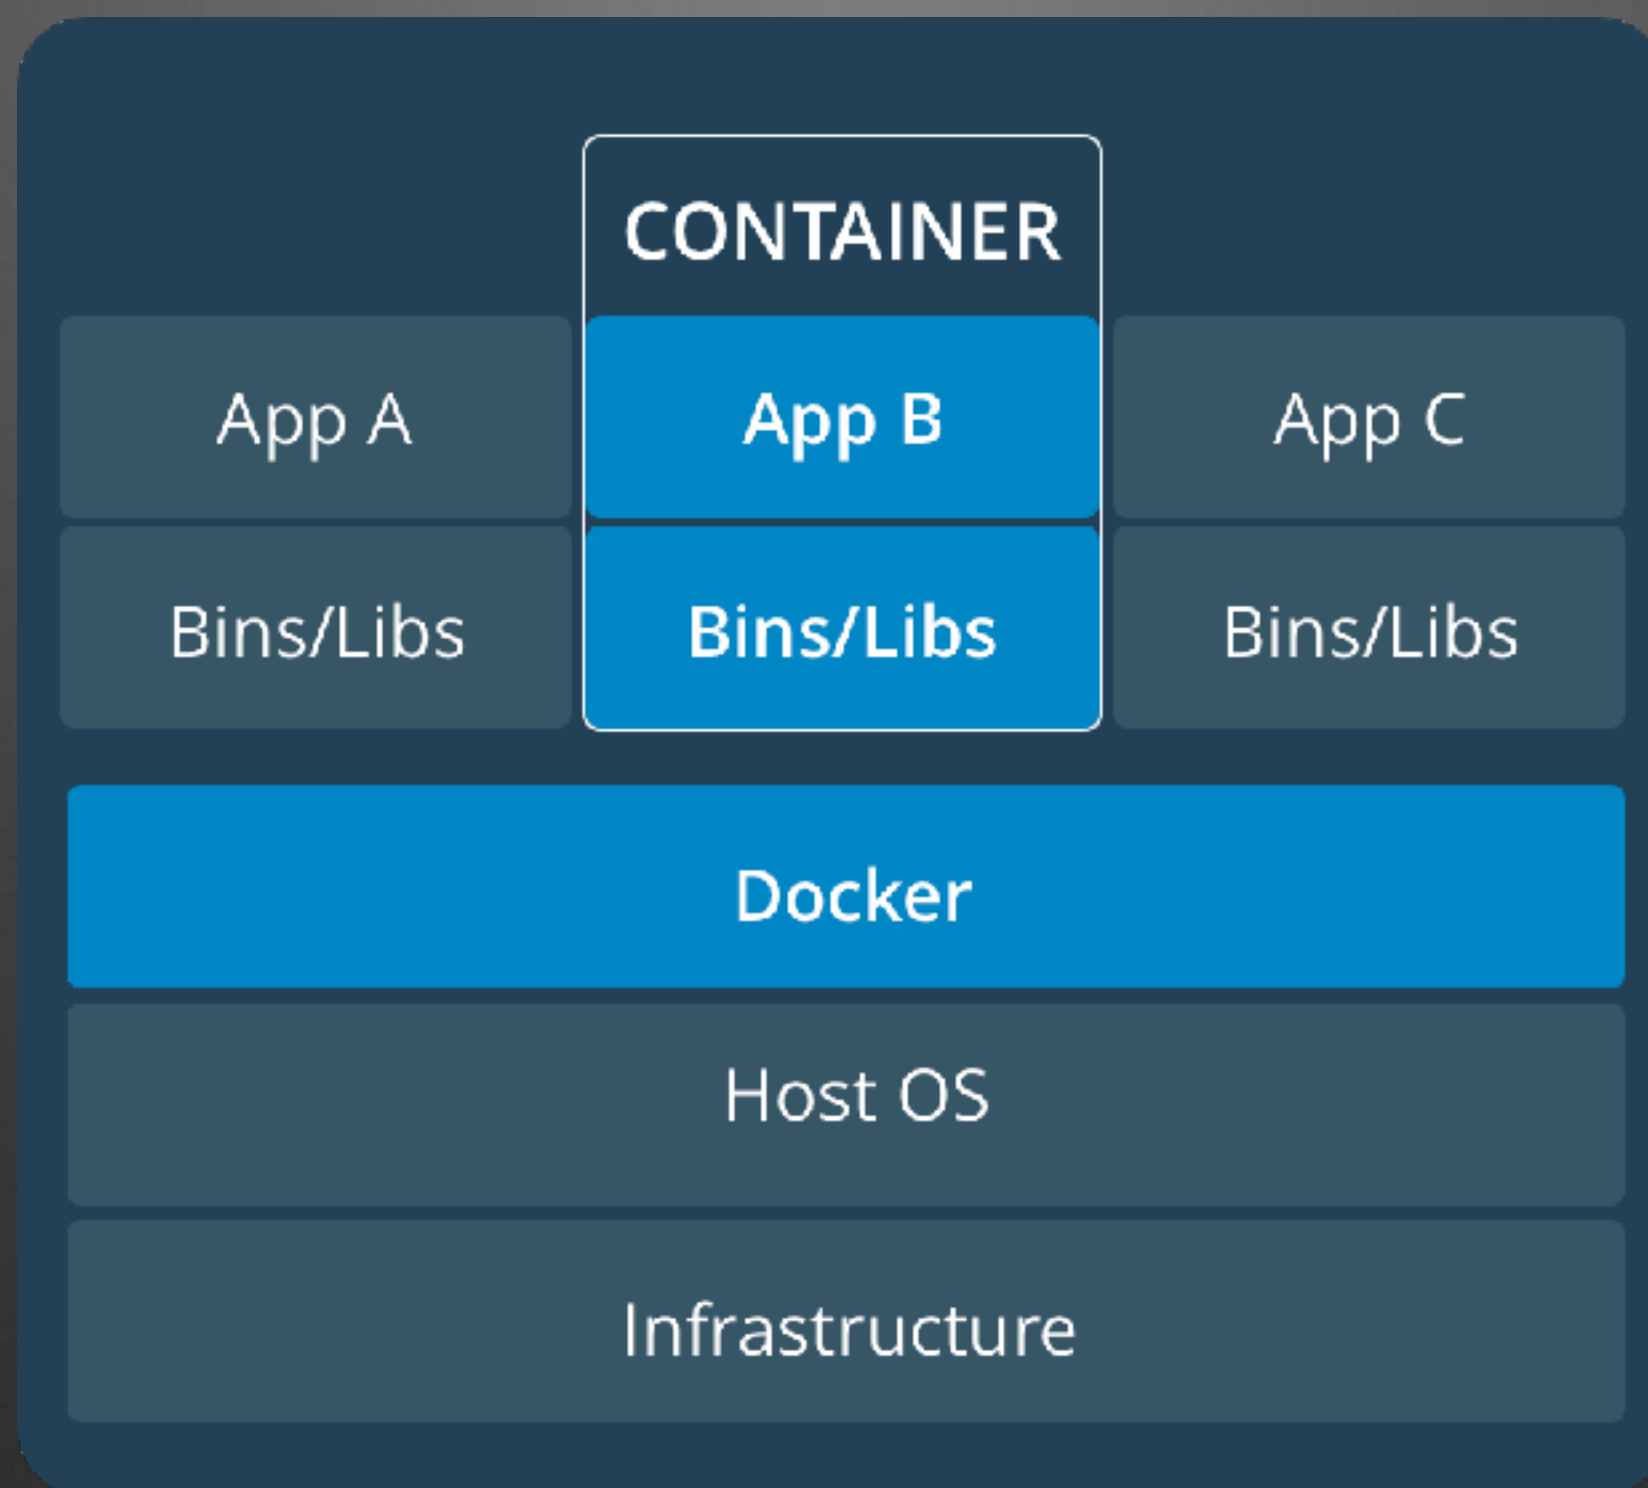 CONTAINER
App A
App B
App C
Bins/Libs
Bins/Libs
Bins/Libs
Docker
Host OS
Infrastructure